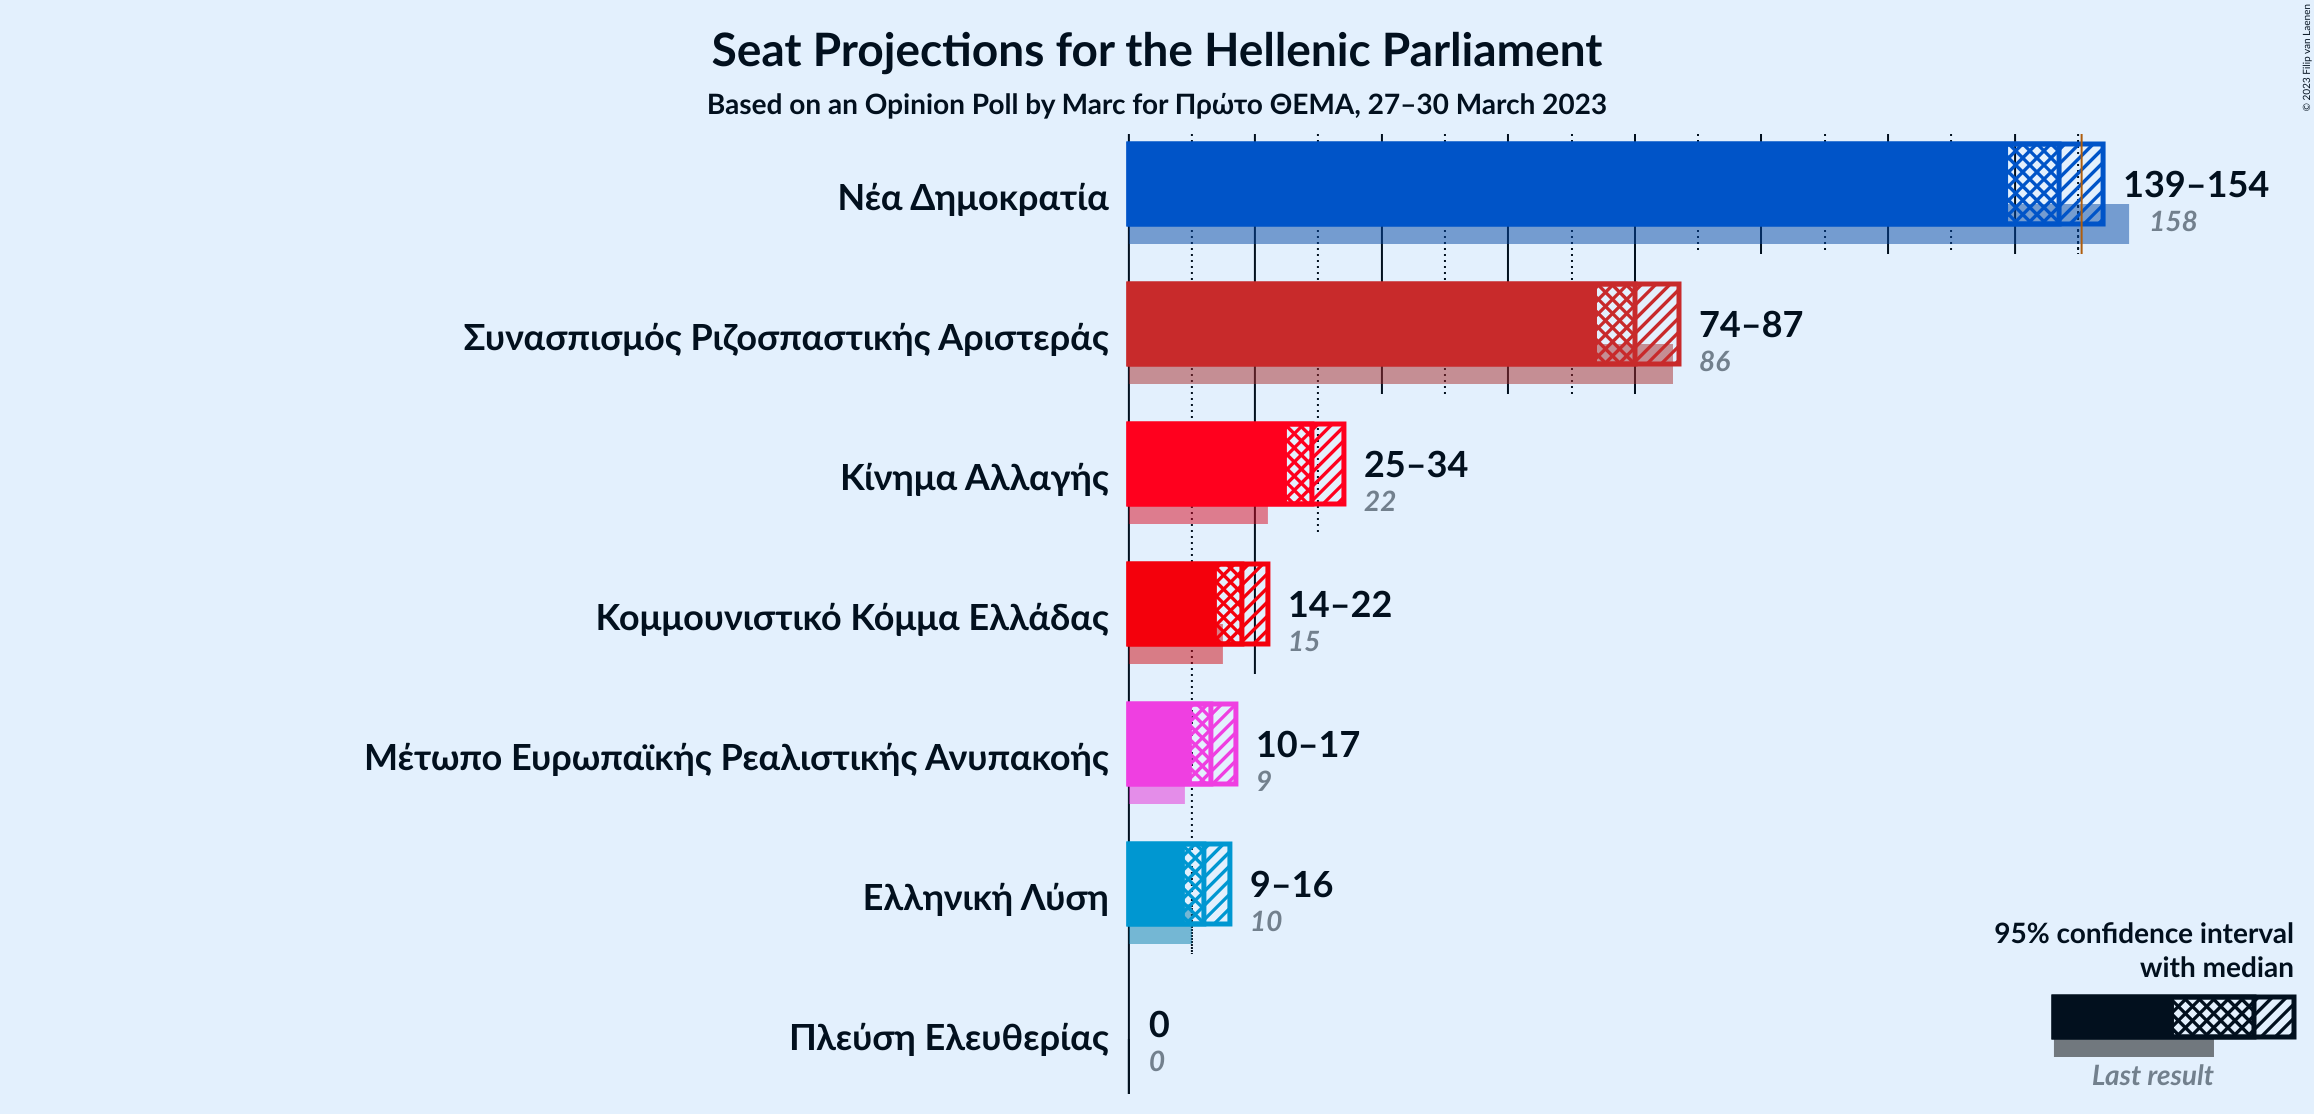 Seat Projections for the Hellenic Parliament
Based on an Opinion Poll by Marc for Πρώτο ΘΕΜΑ, 27–30 March 2023
© 2023 Filip van Laenen
Νέα Δημοκρατία
139–154
158
Συνασπισμός Ριζοσπαστικής Αριστεράς
74–87
86
Κίνημα Αλλαγής
25–34
22
Κομμουνιστικό Κόμμα Ελλάδας
14–22
15
Μέτωπο Ευρωπαϊκής Ρεαλιστικής Ανυπακοής
10–17
9
Ελληνική Λύση
9–16
10
Πλεύση Ελευθερίας
0
0
95% confidence interval
with median
Last result